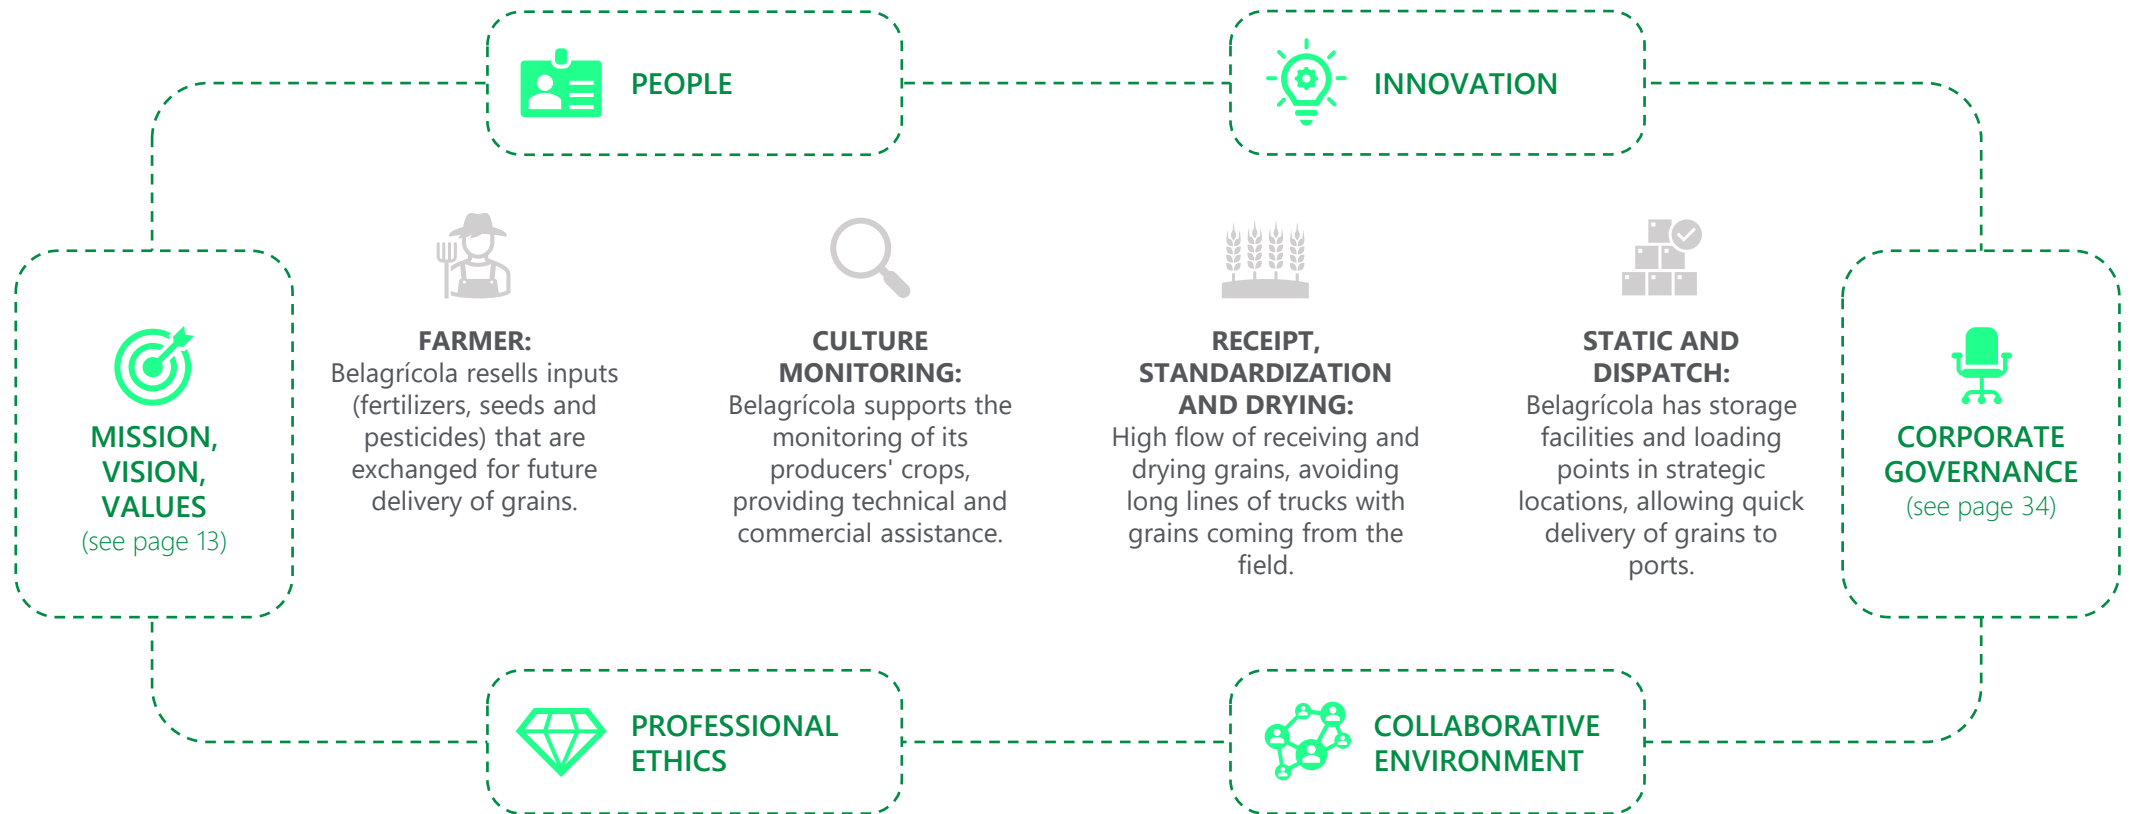 PEOPLE
INNOVATION
MISSION,
VISION,
VALUES
(see page 13)
FARMER:
Belagrícola resells inputs
(fertilizers, seeds and
pesticides) that are
exchanged for future
delivery of grains.
CULTURE
MONITORING:
Belagrícola supports the
monitoring of its
producers' crops,
providing technical and
commercial assistance.
RECEIPT,
STANDARDIZATION
AND DRYING:
High flow of receiving and
drying grains, avoiding
long lines of trucks with
grains coming from the
field.
STATIC AND
DISPATCH:
Belagrícola has storage
facilities and loading
points in strategic
locations, allowing quick
delivery of grains to
ports.
CORPORATE
GOVERNANCE
(see page 34)
PROFESSIONAL
ETHICS
COLLABORATIVE
ENVIRONMENT